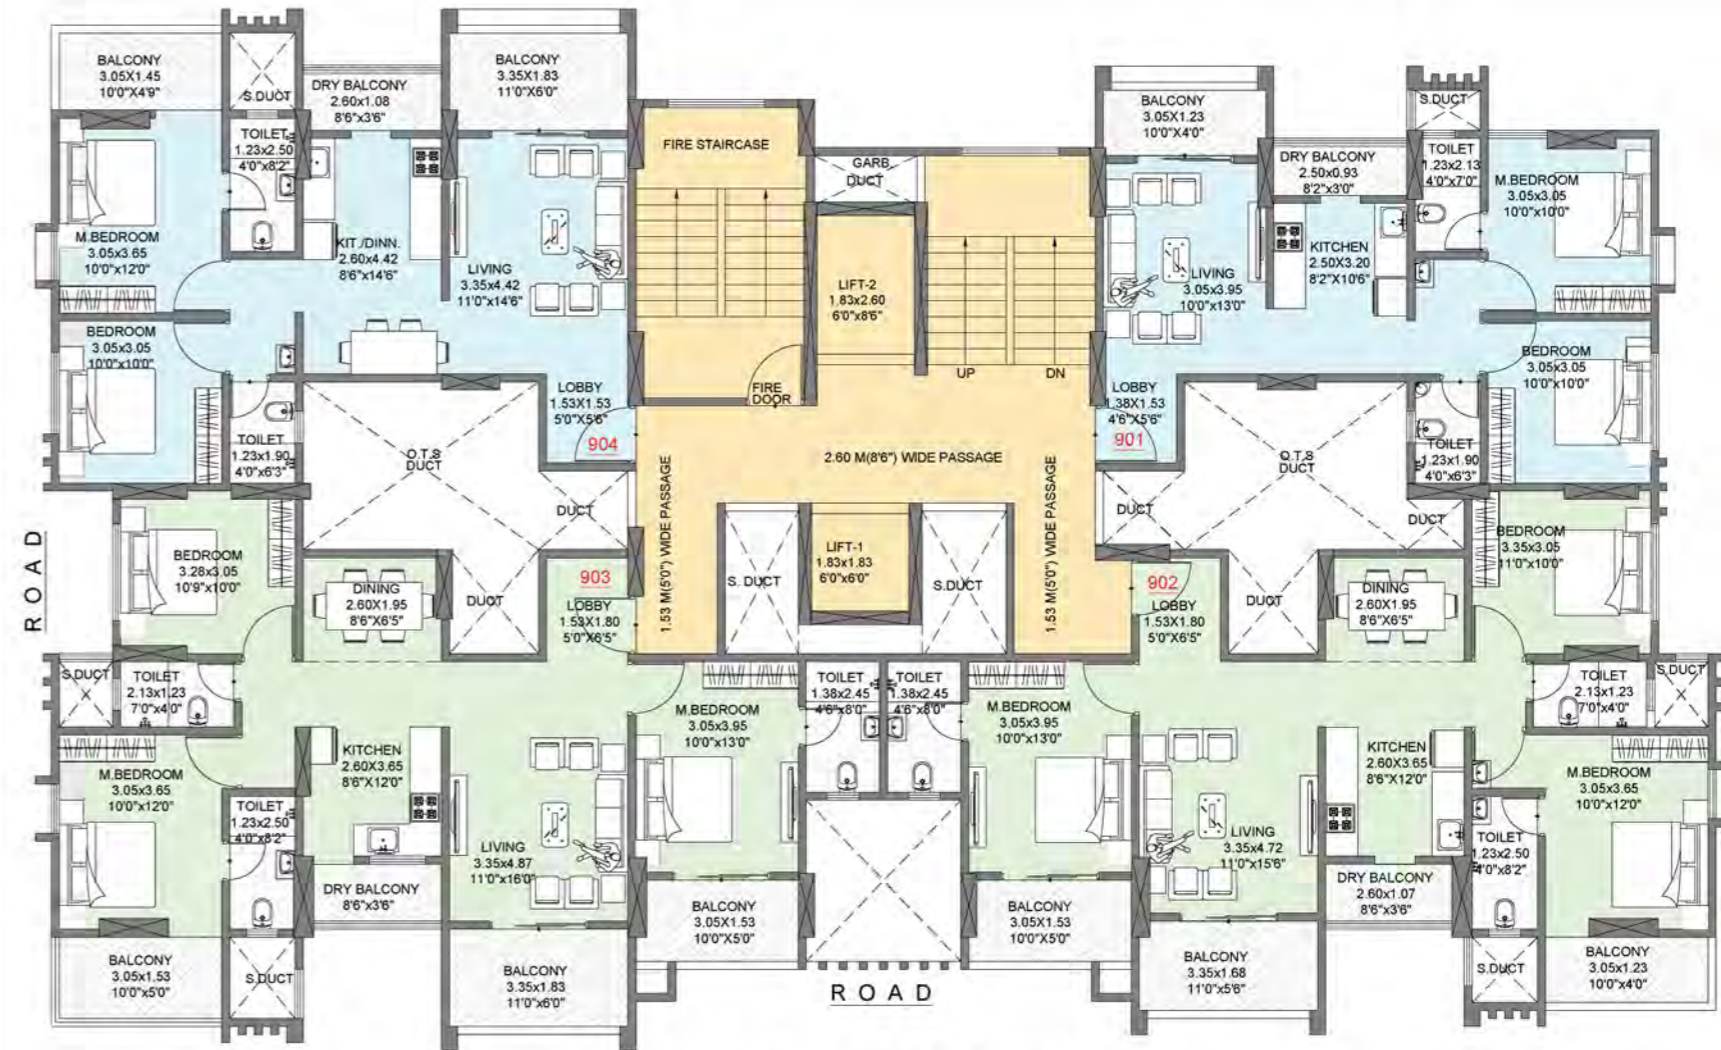 BALCONY
3.05X1.45
10'0"X4'9"
S.DUCT
DRY BALCONY
2.60x1.08
8'6"x3'6"
BALCONY
3.35X1.83
11'0"X6'0"
TOILET
1.23x2.50
4'0"x8'2"
M.BEDROOM
3.05x3.65
10'0"x12'0"
KIT./DINN.
2.60x4.42
8'6"x14'6"
LIVING
3.35x4.42
11'0"x14'6"
BEDROOM
3.05x3.05
10'0"x10'0"
TOILET
1.23x1.90
4'0"x6'3"
LOBBY
1.53X1.53
5'0"X5'6"
904
O.T.S
DUCT
DUCT
DUCT
FIRE STAIRCASE
GARB.
DUCT
LIFT-2
1.83x2.60
6'0"x8'6"
UP
DN
FIRE
DOOR
2.60 M(8'6") WIDE PASSAGE
1.53 M(5'0") WIDE PASSAGE
1.53 M(5'0") WIDE PASSAGE
S. DUCT
LIFT-1
1.83x1.83
6'0"x6'0"
S.DUCT
BALCONY
3.05X1.23
10'0"X4'0"
DRY BALCONY
2.50x0.93
8'2"x3'0"
S.DUCT
TOILET
1.23x2.13
4'0"x7'0"
M.BEDROOM
3.05x3.05
10'0"x10'0"
LIVING
3.05x3.95
10'0"x13'0"
KITCHEN
2.50X3.20
8'2"X10'6"
BEDROOM
3.05x3.05
10'0"x10'0"
LOBBY
1.38X1.53
4'6"X5'6"
901
TOILET
1.23x1.90
4'0"x6'3"
O.T.S
DUCT
DUCT
DUCT
DUCT
ROAD
BEDROOM
3.28x3.05
10'9"x10'0"
DINING
2.60X1.95
8'6"X6'5"
903
LOBBY
1.53X1.80
5'0"X6'5"
S.DUCT
TOILET
2.13x1.23
7'0"x4'0"
M.BEDROOM
3.05x3.65
10'0"x12'0"
KITCHEN
2.60X3.65
8'6"X12'0"
TOILET
1.23x2.50
4'0"x8'2"
LIVING
3.35x4.87
11'0"x16'0"
DRY BALCONY
8'6"x3'6"
M.BEDROOM
3.05x3.95
10'0"x13'0"
TOILET
1.38x2.45
4'6"x8'0"
BALCONY
3.05X1.53
10'0"X5'0"
BALCONY
3.05x1.53
10'0"x5'0"
S.DUCT
BALCONY
3.35x1.83
11'0"x6'0"
902
LOBBY
1.53X1.80
5'0"X6'5"
DINING
2.60X1.95
8'6"X6'5"
BEDROOM
3.35x3.05
11'0"x10'0"
TOILET
1.38x2.45
4'6"x8'0"
M.BEDROOM
3.05x3.95
10'0"x13'0"
TOILET
2.13x1.23
7'0"x4'0"
S.DUCT
KITCHEN
2.60X3.65
8'6"X12'0"
M.BEDROOM
3.05x3.65
10'0"x12'0"
LIVING
3.35x4.72
11'0"x15'6"
TOILET
1.23x2.50
4'0"x8'2"
DRY BALCONY
2.60x1.07
8'6"x3'6"
BALCONY
3.05X1.53
10'0"X5'0"
BALCONY
3.35x1.68
11'0"x5'6"
S.DUCT
BALCONY
3.05x1.23
10'0"x4'0"
ROAD